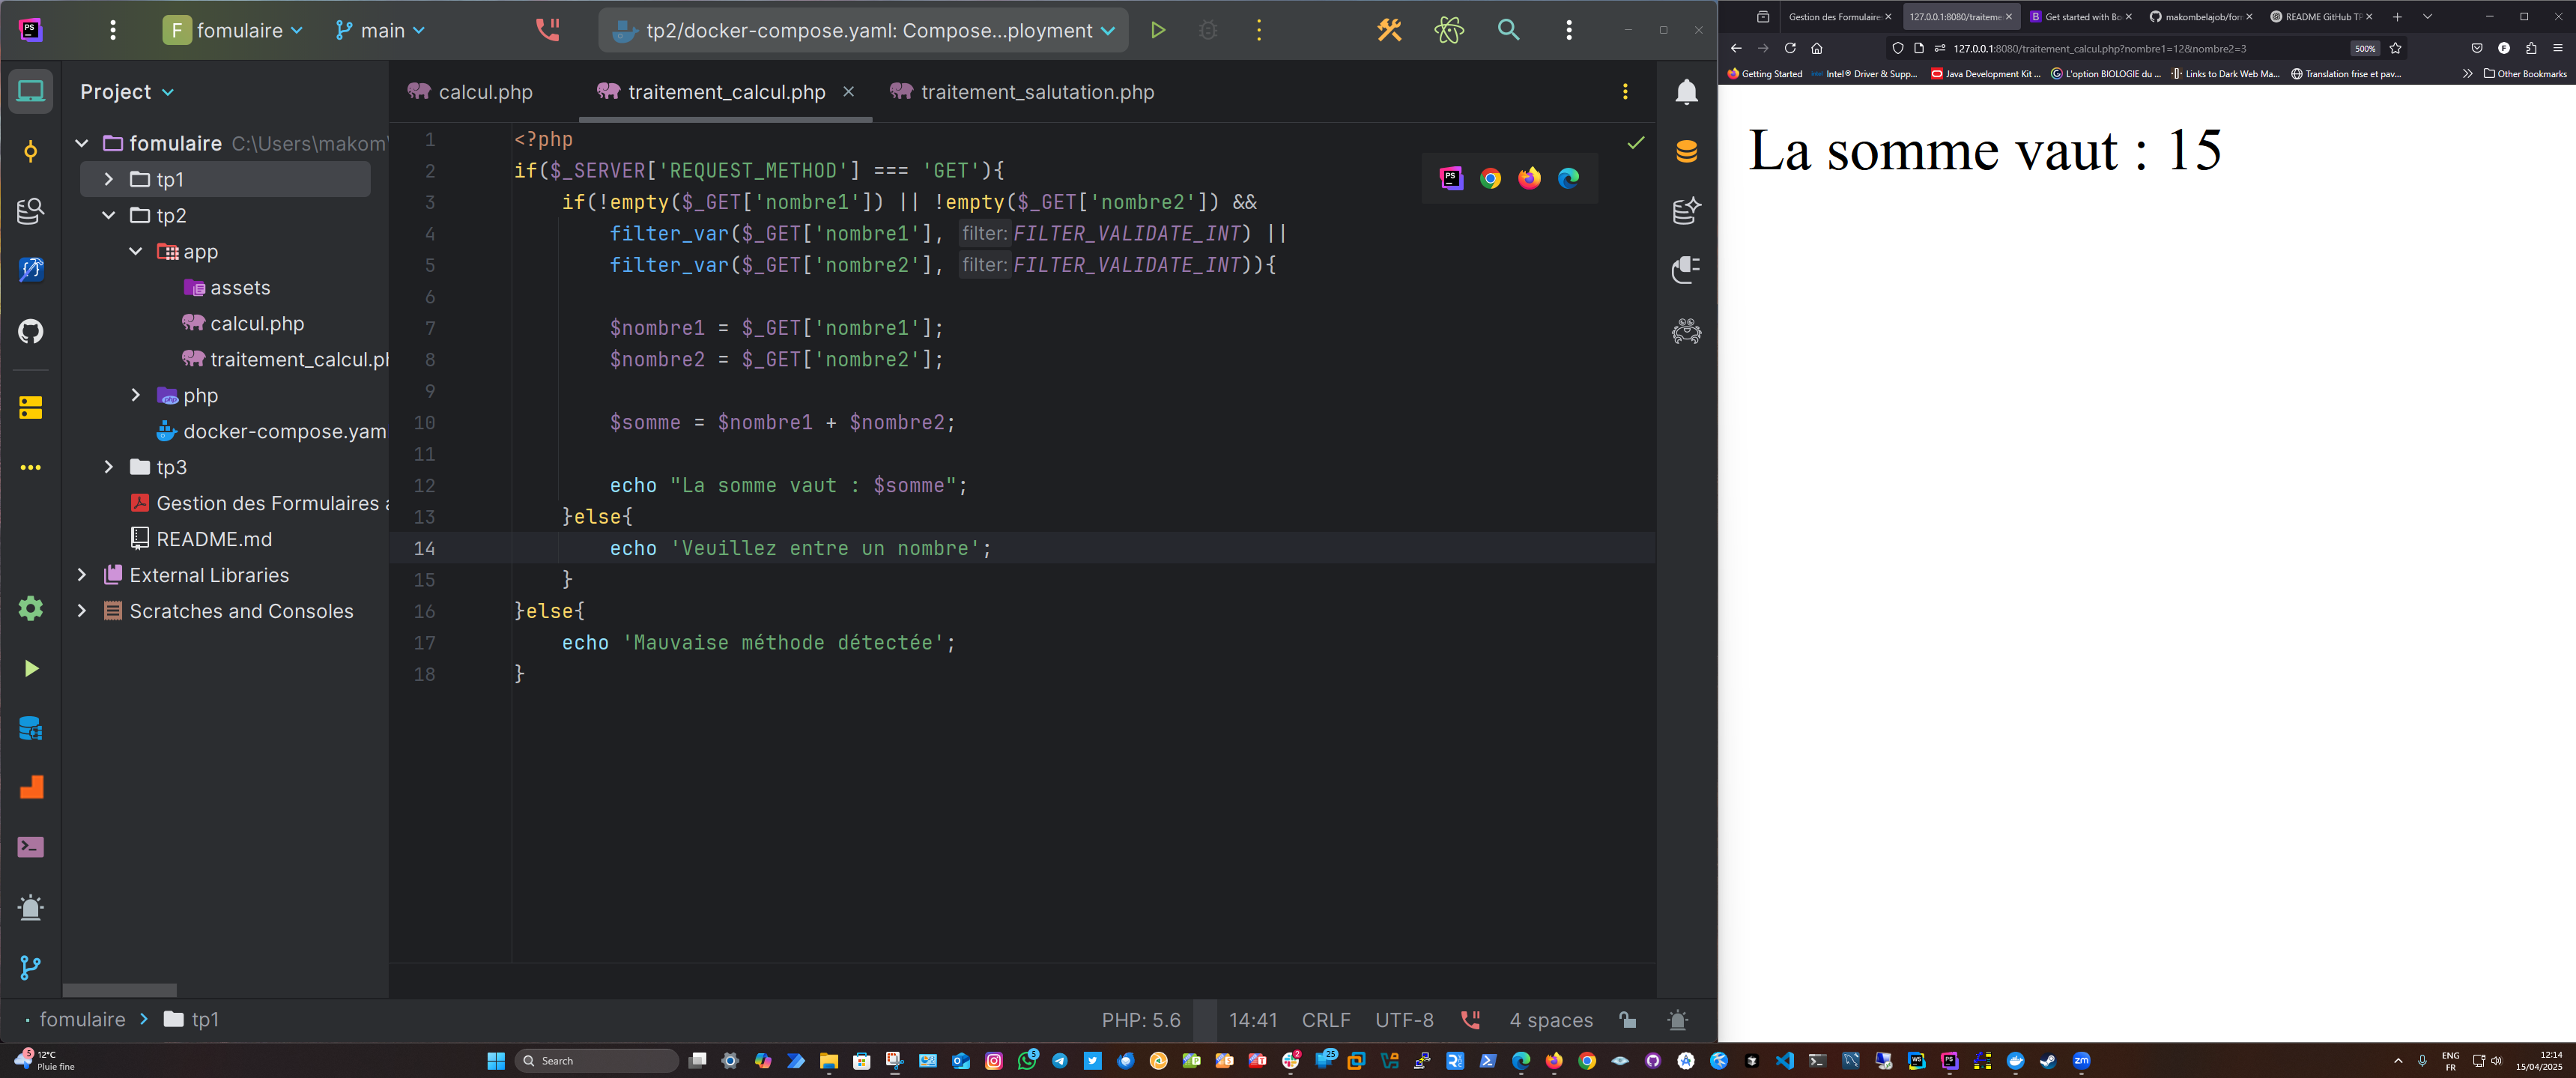 F fomulaire
main
tp2/docker-compose.yaml: Compose...ployment
Project
fomulaire C:\Users\makom\
tp1
tp2
app
assets
calcul.php
traitement_calcul.ph
php
docker-compose.yam
tp3
Gestion des Formulaires a
README.md
External Libraries
Scratches and Consoles
calcul.php
traitement_calcul.php
traitement_salutation.php
1 <?php
2 if($_SERVER['REQUEST_METHOD'] === 'GET'){
3 if(!empty($_GET['nombre1']) || !empty($_GET['nombre2']) &&
4 filter_var($_GET['nombre1'], filter: FILTER_VALIDATE_INT) ||
5 filter_var($_GET['nombre2'], filter: FILTER_VALIDATE_INT)){
6
7 $nombre1 = $_GET['nombre1'];
8 $nombre2 = $_GET['nombre2'];
9
10 $somme = $nombre1 + $nombre2;
11
12 echo "La somme vaut : $somme";
13 }else{
14 echo 'Veuillez entre un nombre';
15 }
16 }else{
17 echo 'Mauvaise méthode détectée';
18 }
fomulaire > tp1
PHP: 5.6
14:41
CRLF
UTF-8
4 spaces
Gestion des Formulaire
127.0.0.1:8080/traiteme
Get started with Bo
makombelajob/forn
README GitHub TP
127.0.0.1:8080/traitement_calcul.php?nombre1=12&nombre2=3
500%
Getting Started
Intel® Driver & Supp...
Java Development Kit ...
L'option BIOLOGIE du ...
Links to Dark Web Ma...
Translation frise et pav...
Other Bookmarks
La somme vaut : 15
12°C
Pluie fine
Search
ENG
FR
12:14
15/04/2025